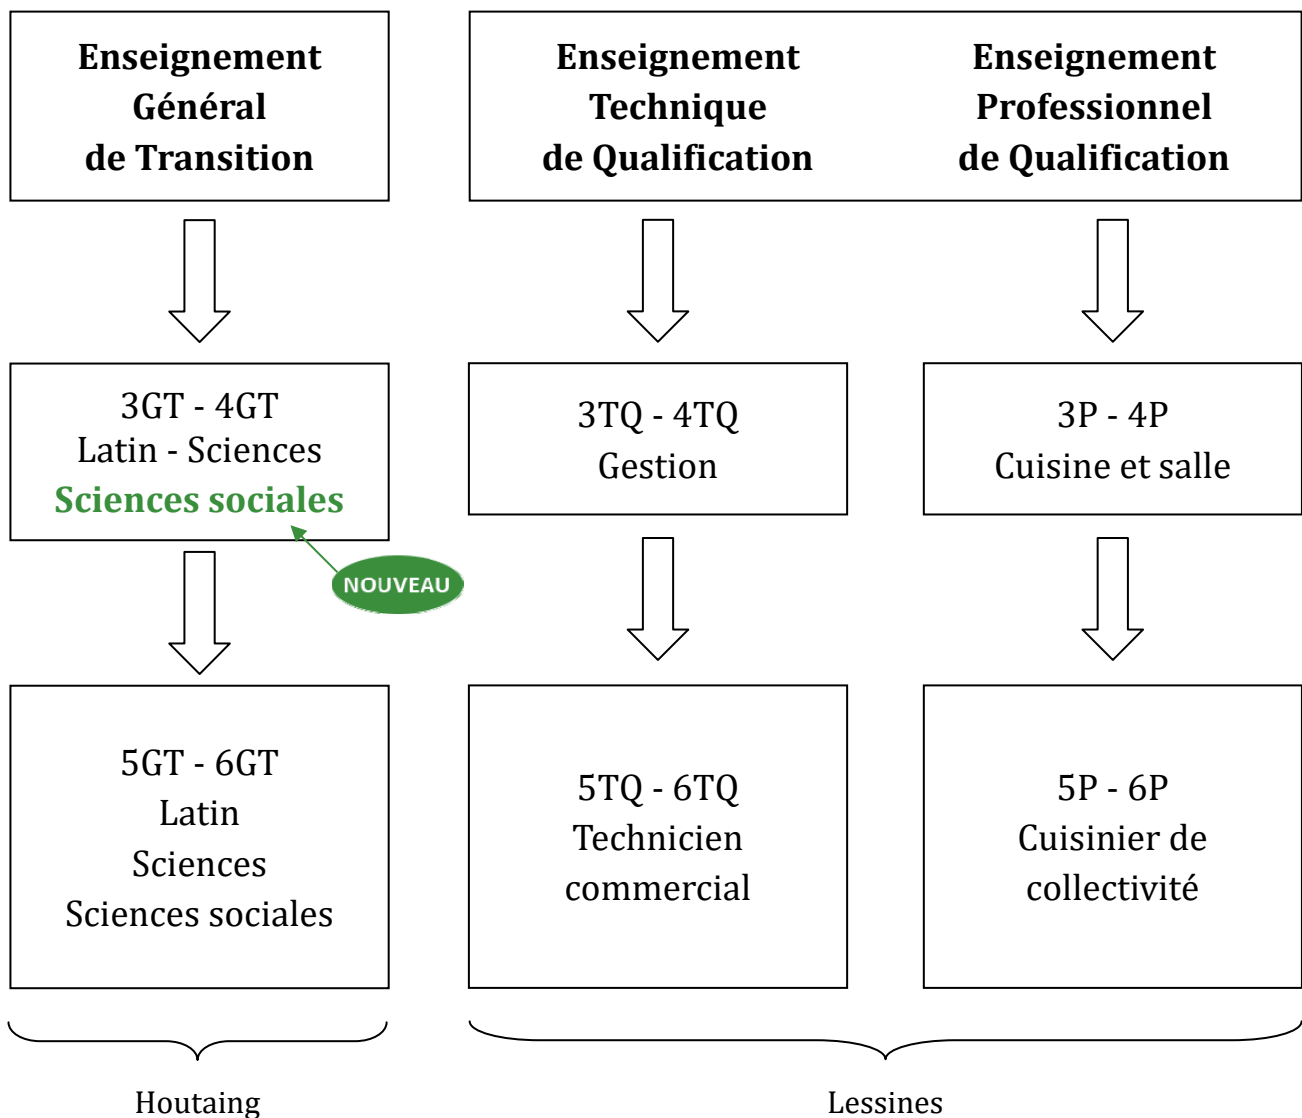 Enseignement
Général
de Transition
Enseignement
Technique
de Qualification
Enseignement
Professionnel
de Qualification
3GT - 4GT
Latin - Sciences
Sciences sociales
NOUVEAU
3TQ - 4TQ
Gestion
3P - 4P
Cuisine et salle
5GT - 6GT
Latin
Sciences
Sciences sociales
5TQ - 6TQ
Technicien
commercial
5P - 6P
Cuisinier de
collectivité
Houtaing
Lessines